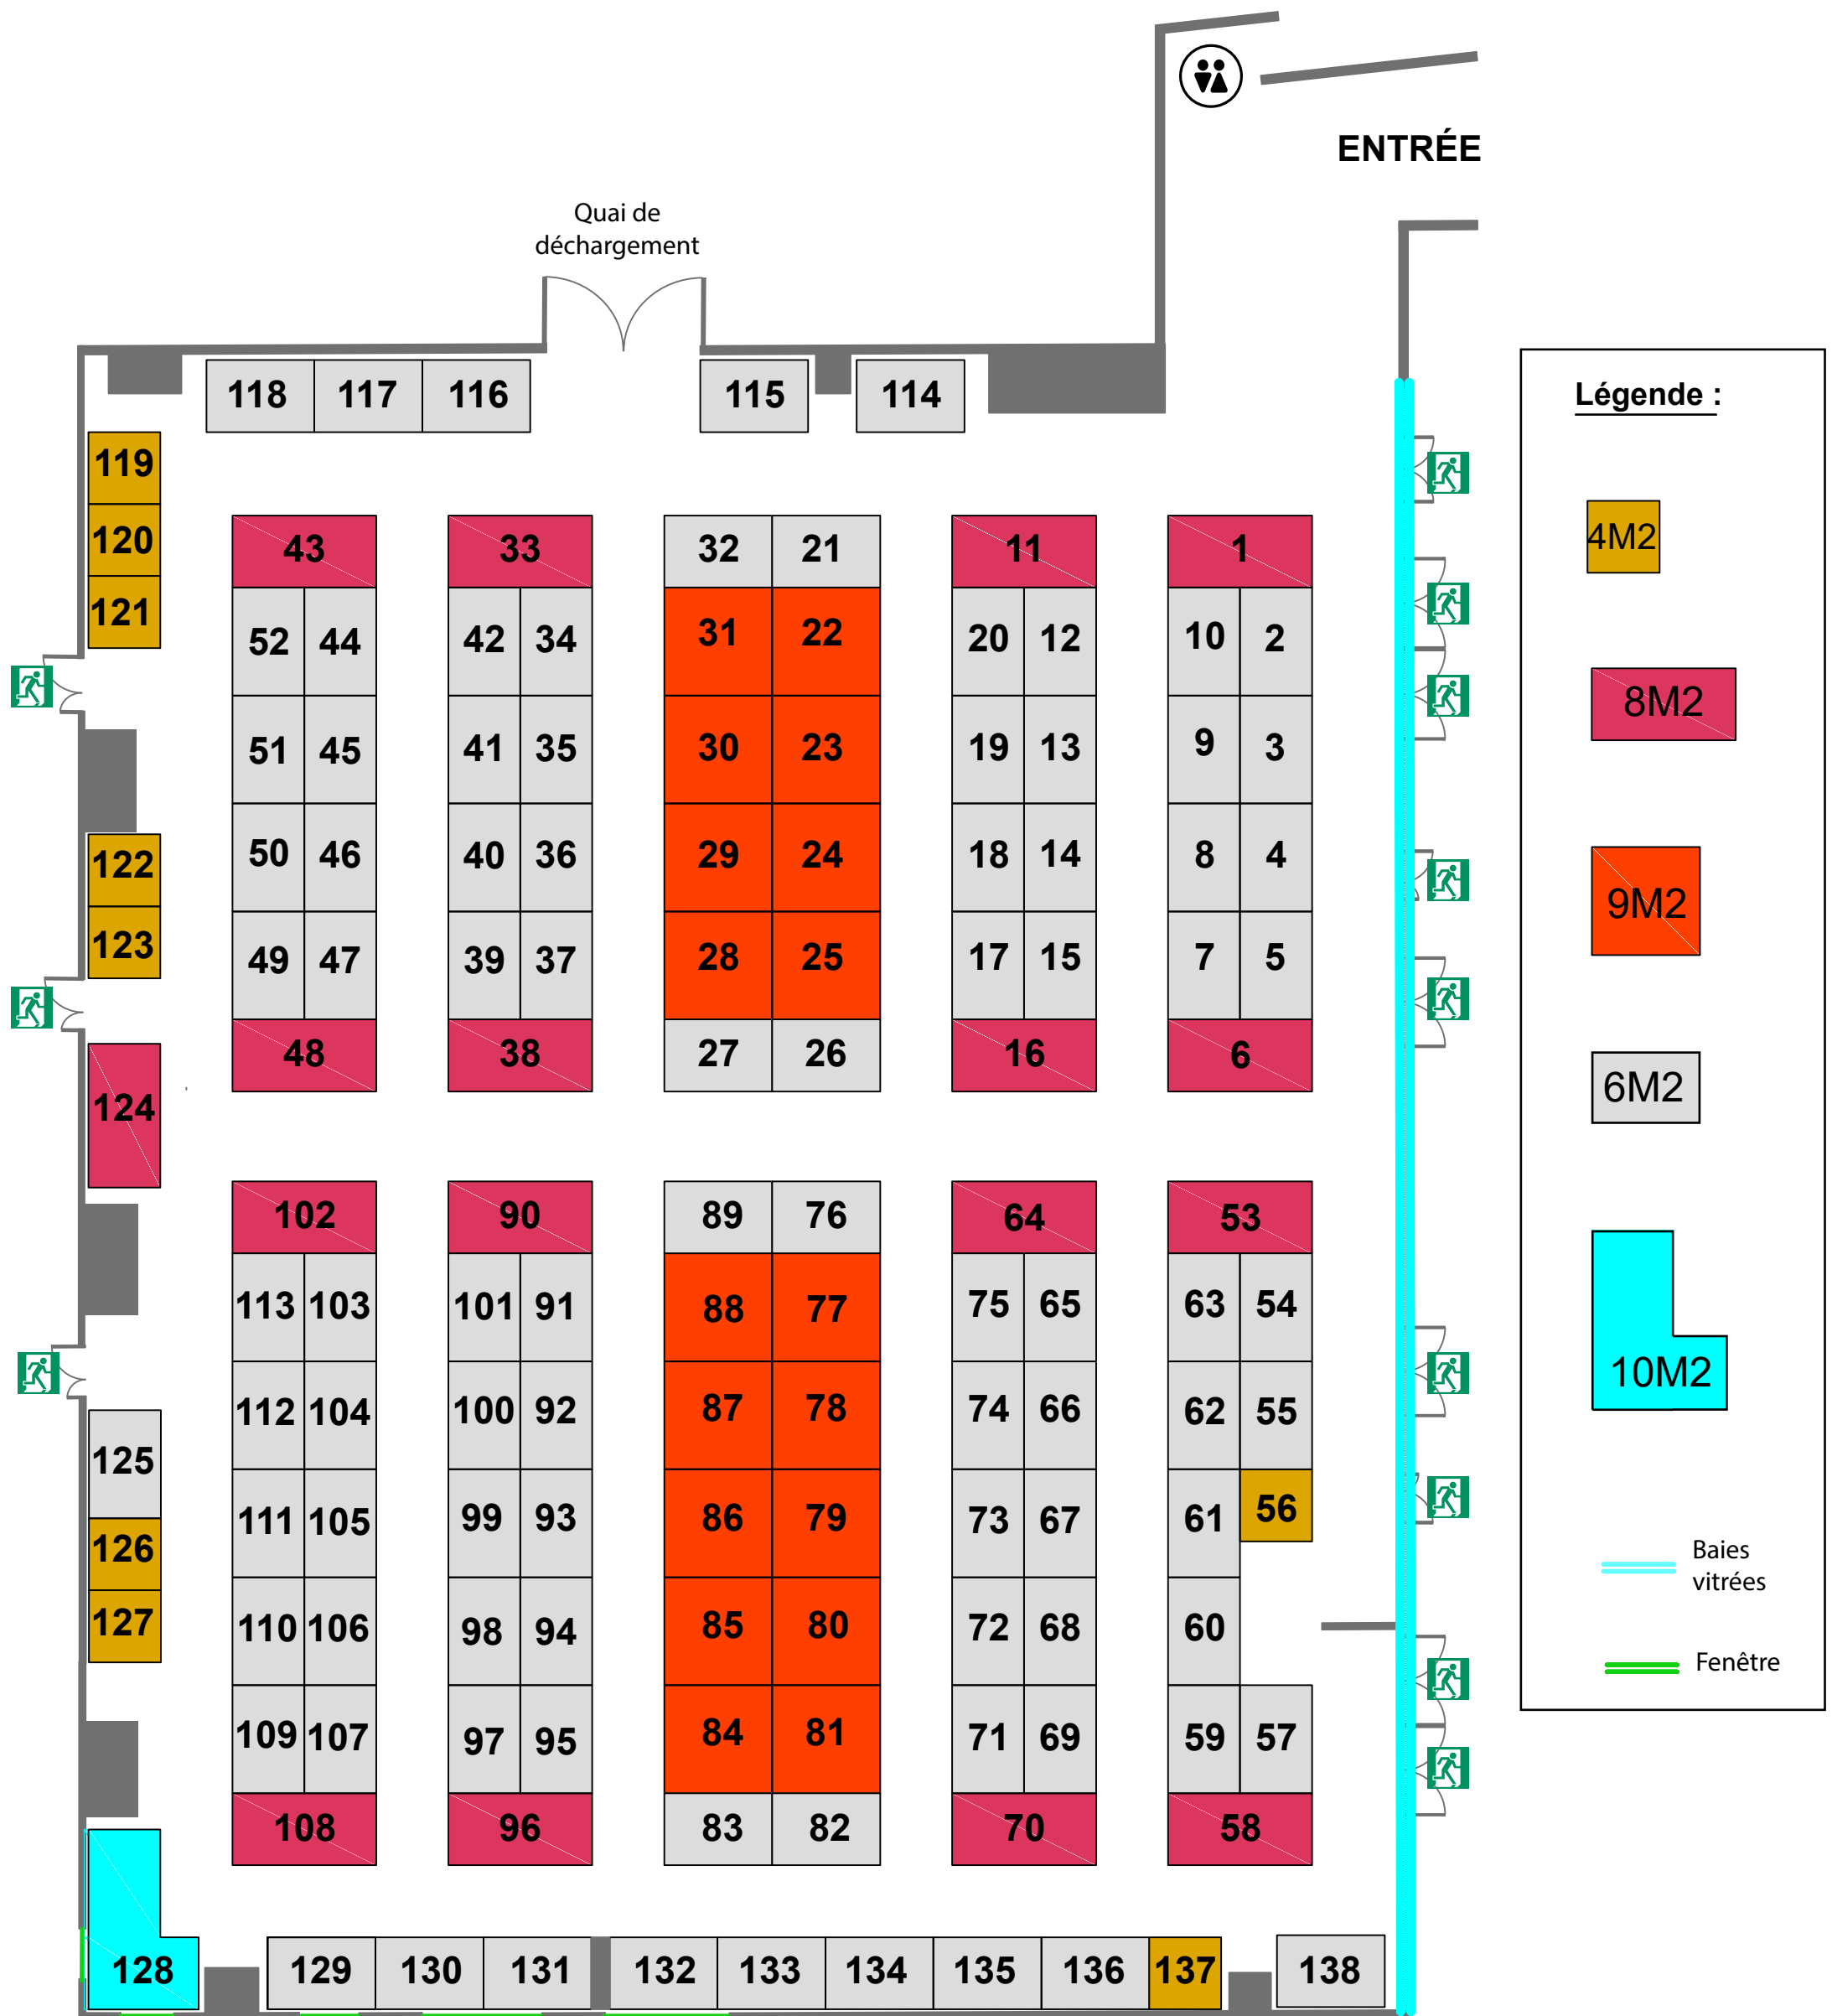 ENTRÉE
Quai de
déchargement
118 117 116 115 114
Légende :
119
120
121
43 33 32 21 11 1
52 44 42 34 31 22 20 12 10 2
51 45 41 35 30 23 19 13 9 3
50 46 40 36 29 24 18 14 8 4
49 47 39 37 28 25 17 15 7 5
48 38 27 26 16 6
122
123
124
4M2
8M2
9M2
6M2
10M2
Baies
vitrées
Fenêtre
102 90 89 76 64 53
113 103 101 91 88 77 75 65 63 54
112 104 100 92 87 78 74 66 62 55
111 105 99 93 86 79 73 67 61 56
110 106 98 94 85 80 72 68 60
109 107 97 95 84 81 71 69 59 57
108 96 83 82 70 58
125
126
127
128 129 130 131 132 133 134 135 136 137 138